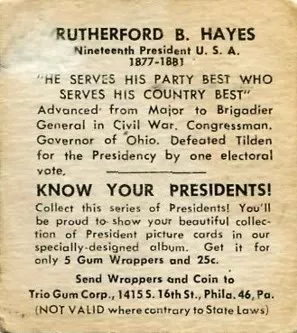 RUTHERFORD B. HAYES
Nineteenth President U. S. A.
1877-1881
"HE SERVES HIS PARTY BEST WHO
SERVES HIS COUNTRY BEST"
Advanced from Major to Brigadier
General in Civil War. Congressman.
Governor of Ohio. Defeated Tilden
for the Presidency by one electoral
vote.
KNOW YOUR PRESIDENTS!
Collect this series of Presidents! You'll
be proud to show your beautiful collec-
tion of President picture cards in our
specially-designed album. Get it for
only 5 Gum Wrappers and 25c.
Send Wrappers and Coin to
Trio Gum Corp., 1415 S. 16th St., Phila. 46, Pa.
(NOT VALID where contrary to State Laws)